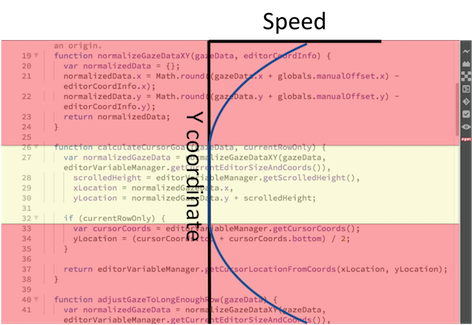 Speed
an origin.
19 function normalizeGazeDataXY(gazeData, editorCoordInfo) {
20 var normalizedData = {};
21 normalizedData.x = Math.round((gazeData.x + globals.manualOffset.x) -
editorCoordInfo.x);
22 normalizedData.y = Math.round((gazeData.y + globals.manualOffset.y) -
editorCoordInfo.y);
23 return normalizedData;
24 }
25
26 function calculateCursorGoal(gazeData, currentRowOnly) {
27 var normalizedGazeData = normalizeGazeDataXY(gazeData,
editorVariableManager.getCurrentEditorSizeAndCoords()),
28 scrolledHeight = editorVariableManager.getScrolledHeight(),
29 xLocation = normalizedGazeData.x,
30 yLocation = normalizedGazeData.y + scrolledHeight;
31
32 if (currentRowOnly) {
33 var cursorCoords = editorVariableManager.getCursorCoords();
34 yLocation = (cursorCoords.top + cursorCoords.bottom) / 2;
35 }
36
37 return editorVariableManager.getCursorLocationFromCoords(xLocation, yLocation);
38 }
39
40 function adjustGazeToLongEnoughRow(gazeData) {
41 var normalizedGazeData = normalizeGazeDataXY(gazeData,
editorVariableManager.getCurrentEditorSizeAndCoords()),
Y coordinate